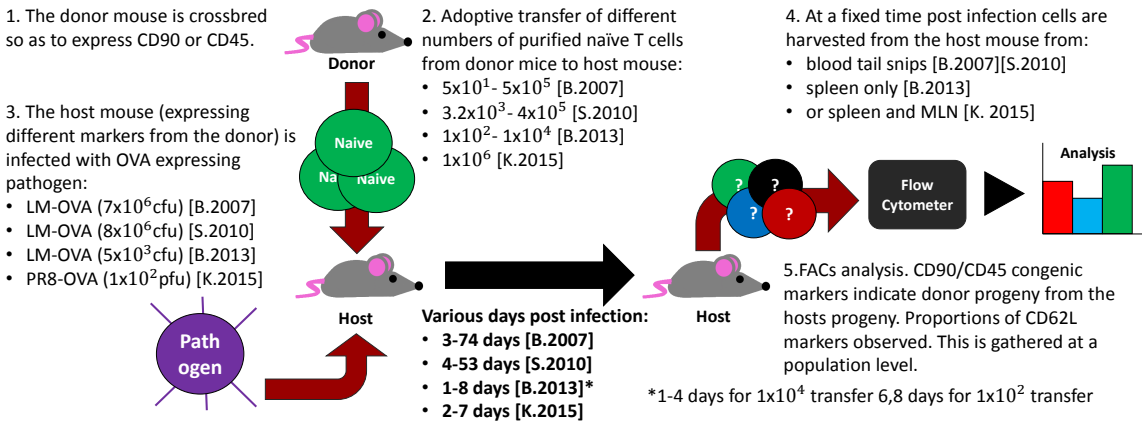 1. The donor mouse is crossbred
so as to express CD90 or CD45.
Donor
2. Adoptive transfer of different
numbers of purified naïve T cells
from donor mice to host mouse:
• 5x10¹- 5x10⁵ [B.2007]
• 3.2x10³- 4x10⁵ [S.2010]
• 1x10²- 1x10⁴ [B.2013]
• 1x10⁶ [K.2015]
3. The host mouse (expressing
different markers from the donor) is
infected with OVA expressing
pathogen:
• LM-OVA (7x10⁶cfu) [B.2007]
• LM-OVA (8x10⁶cfu) [S.2010]
• LM-OVA (5x10³cfu) [B.2013]
• PR8-OVA (1x10²pfu) [K.2015]
Naive
Na
Naive
Path
ogen
Host
Various days post infection:
• 3-74 days [B.2007]
• 4-53 days [S.2010]
• 1-8 days [B.2013]*
• 2-7 days [K.2015]
4. At a fixed time post infection cells are
harvested from the host mouse from:
• blood tail snips [B.2007][S.2010]
• spleen only [B.2013]
• or spleen and MLN [K. 2015]
?
?
?
?
Flow
Cytometer
Analysis
Host
5.FACs analysis. CD90/CD45 congenic
markers indicate donor progeny from the
hosts progeny. Proportions of CD62L
markers observed. This is gathered at a
population level.
*1-4 days for 1x10⁴ transfer 6,8 days for 1x10² transfer